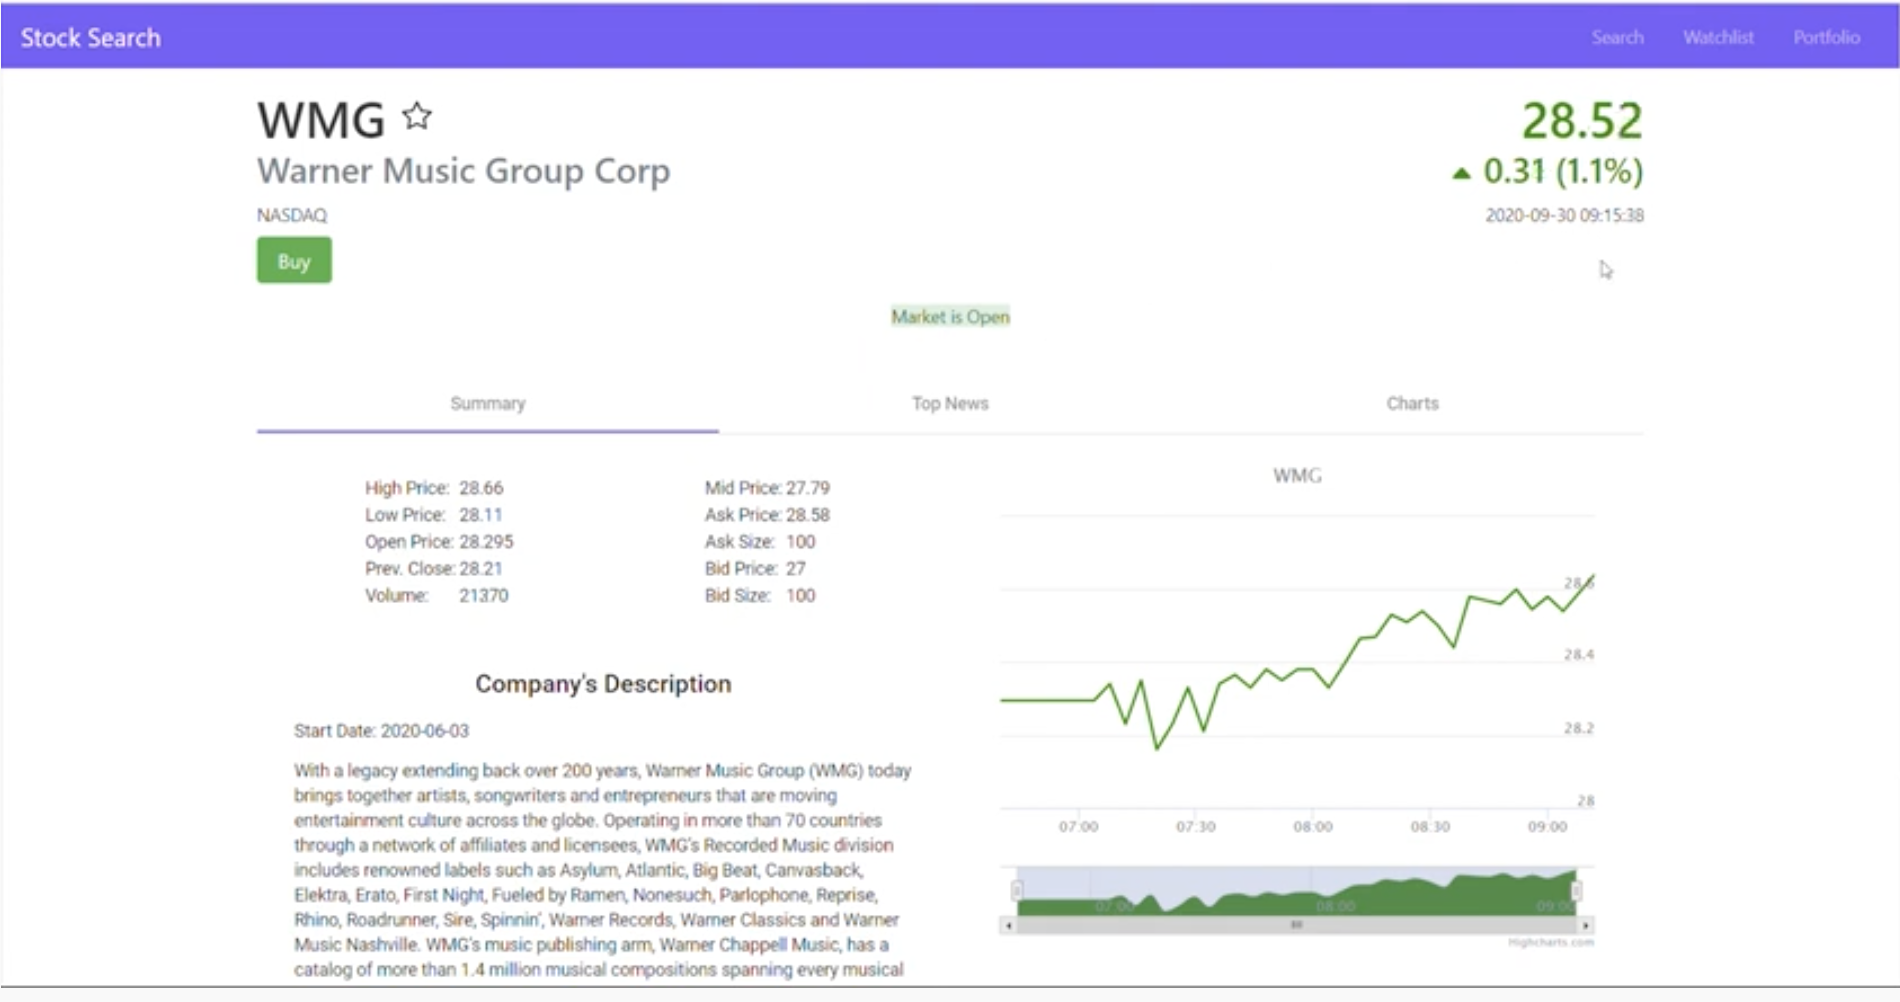 Stock Search
Search
Watchlist
Portfolio
WMG
28.52
Warner Music Group Corp
0.31 (1.1%)
NASDAQ
2020-09-30 09:15:38
Buy
Market is Open
Summary
Top News
Charts
High Price: 28.66
Low Price: 28.11
Open Price: 28.295
Prev. Close: 28.21
Volume: 21370
Mid Price: 27.79
Ask Price: 28.58
Ask Size: 100
Bid Price: 27
Bid Size: 100
Company's Description
Start Date: 2020-06-03
With a legacy extending back over 200 years, Warner Music Group (WMG) today
brings together artists, songwriters and entrepreneurs that are moving
entertainment culture across the globe. Operating in more than 70 countries
through a network of affiliates and licensees, WMG's Recorded Music division
includes renowned labels such as Asylum, Atlantic, Big Beat, Canvasback,
Elektra, Erato, First Night, Fueled by Ramen, Nonesuch, Parlophone, Reprise,
Rhino, Roadrunner, Sire, Spinnin', Warner Records, Warner Classics and Warner
Music Nashville. WMG's music publishing arm, Warner Chappell Music, has a
catalog of more than 1.4 million musical compositions spanning every musical
WMG
28.6
28.4
28.2
28
07:00
07:30
08:00
08:30
09:00
07:00
08:00
09:00
Highcharts.com